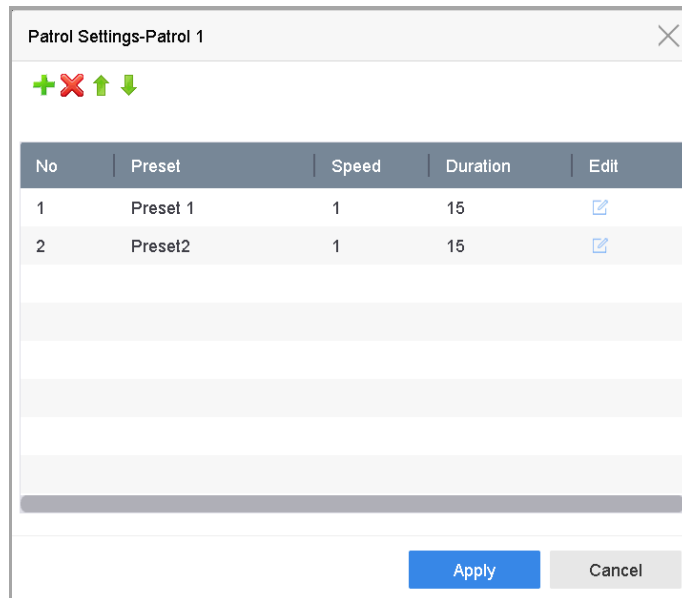 Patrol Settings-Patrol 1
No Preset Speed Duration Edit
1 Preset 1 1 15
2 Preset2 1 15
Apply Cancel